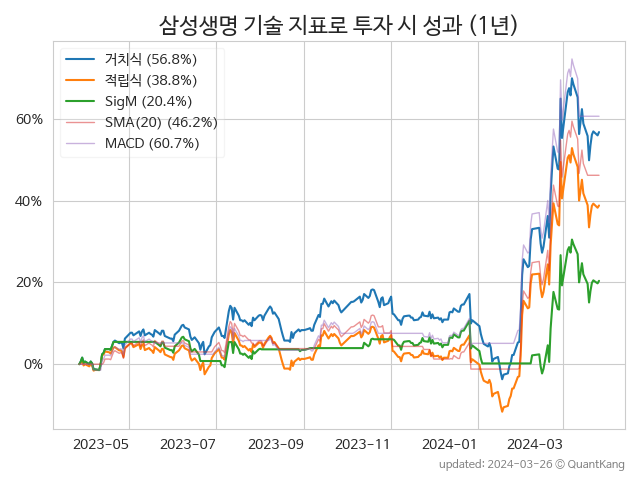 삼성생명 기술 지표로 투자 시 성과 (1년)
거치식 (56.8%)
적립식 (38.8%)
SigM (20.4%)
SMA(20) (46.2%)
MACD (60.7%)
60%
40%
20%
0%
2023-05 2023-07 2023-09 2023-11 2024-01 2024-03
updated: 2024-03-26 © QuantKang